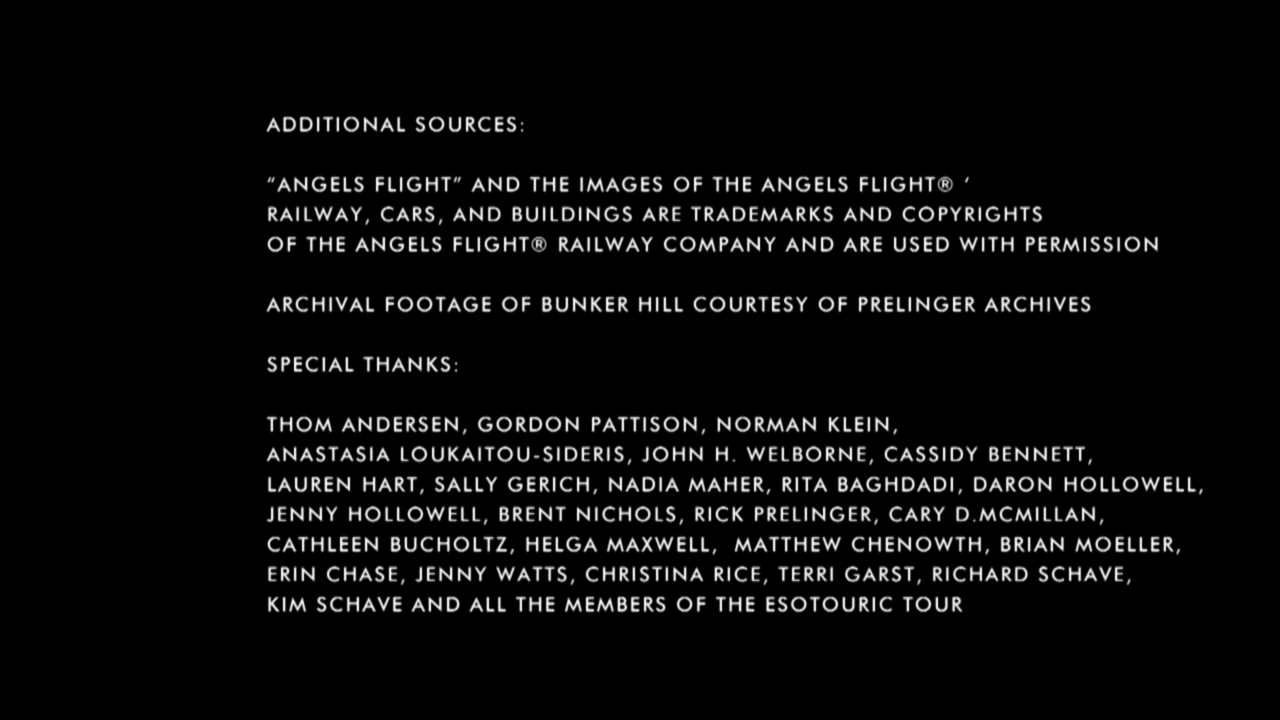 ADDITIONAL SOURCES:
“ANGELS FLIGHT” AND THE IMAGES OF THE ANGELS FLIGHT® ‘
RAILWAY, CARS, AND BUILDINGS ARE TRADEMARKS AND COPYRIGHTS
OF THE ANGELS FLIGHT® RAILWAY COMPANY AND ARE USED WITH PERMISSION
ARCHIVAL FOOTAGE OF BUNKER HILL COURTESY OF PRELINGER ARCHIVES
SPECIAL THANKS:
THOM ANDERSEN, GORDON PATTISON, NORMAN KLEIN,
ANASTASIA LOUKAITOU-SIDERIS, JOHN H. WELBORNE, CASSIDY BENNETT,
LAUREN HART, SALLY GERICH, NADIA MAHER, RITA BAGHDADI, DARON HOLLOWELL,
JENNY HOLLOWELL, BRENT NICHOLS, RICK PRELINGER, CARY D.MCMILLAN,
CATHLEEN BUCHOLTZ, HELGA MAXWELL,  MATTHEW CHENOWTH, BRIAN MOELLER,
ERIN CHASE, JENNY WATTS, CHRISTINA RICE, TERRI GARST, RICHARD SCHAVE,
KIM SCHAVE AND ALL THE MEMBERS OF THE ESOTOURIC TOUR